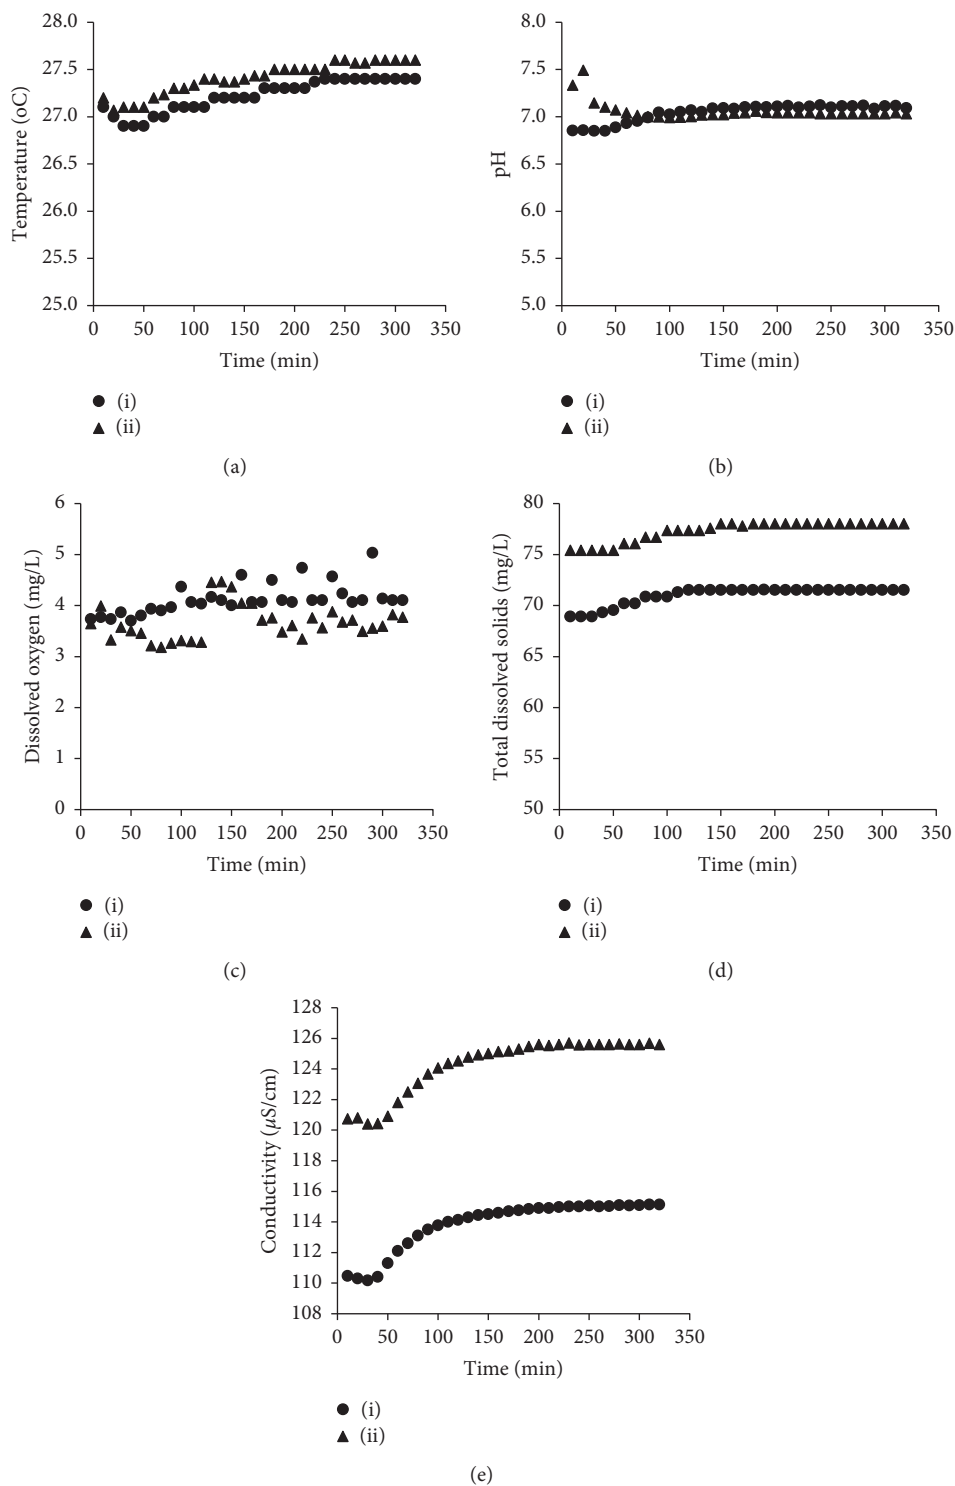 28.0
27.5
27.0
26.5
26.0
25.5
25.0
Temperature (oC)
0 50 100 150 200 250 300 350
Time (min)
(i)
(ii)
(a)
8.0
7.5
7.0
6.5
6.0
5.5
5.0
pH
0 50 100 150 200 250 300 350
Time (min)
(i)
(ii)
(b)
6
5
4
3
2
1
0
Dissolved oxygen (mg/L)
0 50 100 150 200 250 300 350
Time (min)
(i)
(ii)
(c)
80
75
70
65
60
55
50
Total dissolved solids (mg/L)
0 50 100 150 200 250 300 350
Time (min)
(i)
(ii)
(d)
128
126
124
122
120
118
116
114
112
110
108
Conductivity (μS/cm)
0 50 100 150 200 250 300 350
Time (min)
(i)
(ii)
(e)